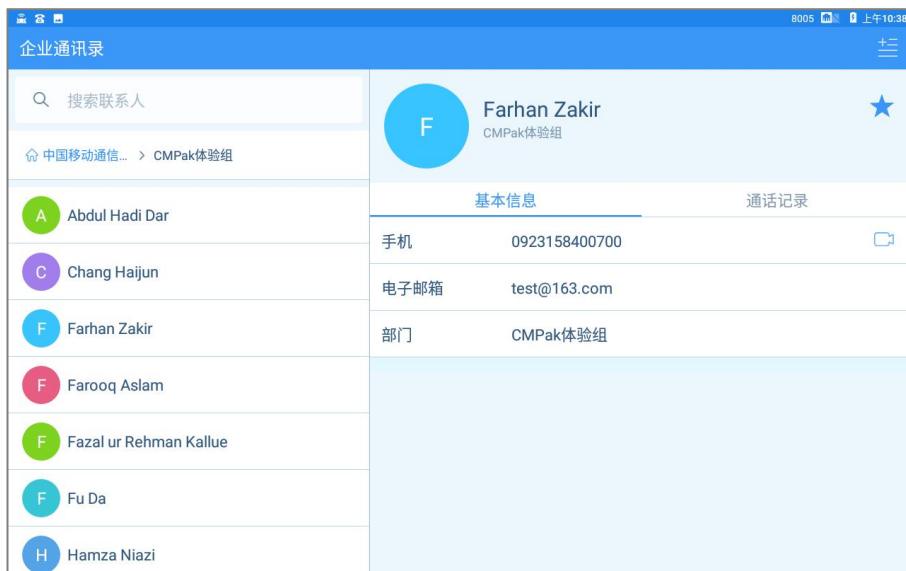 8005 上午10:38
企业通讯录
搜索联系人
中国移动通信... > CMPak体验组
A Abdul Hadi Dar
C Chang Haijun
F Farhan Zakir
F Farooq Aslam
F Fazal ur Rehman Kallue
F Fu Da
H Hamza Niazi
F
Farhan Zakir
CMPak体验组
基本信息 通话记录
手机 0923158400700
电子邮箱 test@163.com
部门 CMPak体验组